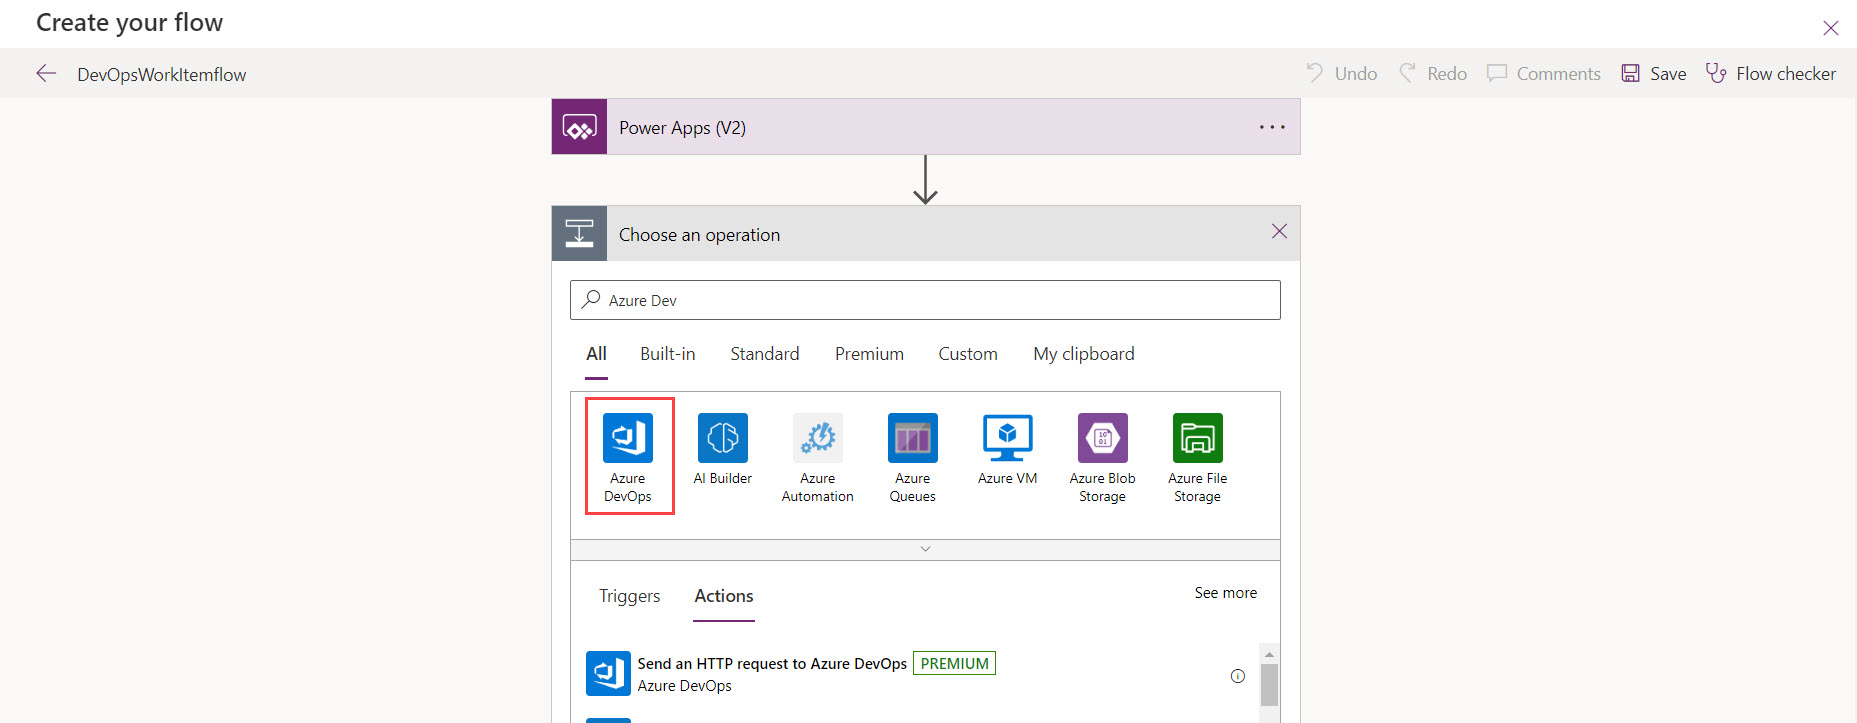 Create your flow
DevOpsWorkItemflow
Undo
Redo
Comments
Save
Flow checker
Power Apps (V2)
Choose an operation
Azure Dev
All
Built-in
Standard
Premium
Custom
My clipboard
Azure
DevOps
AI Builder
Azure
Automation
Azure
Queues
Azure VM
Azure Blob
Storage
Azure File
Storage
Triggers
Actions
See more
Send an HTTP request to Azure DevOps PREMIUM
Azure DevOps